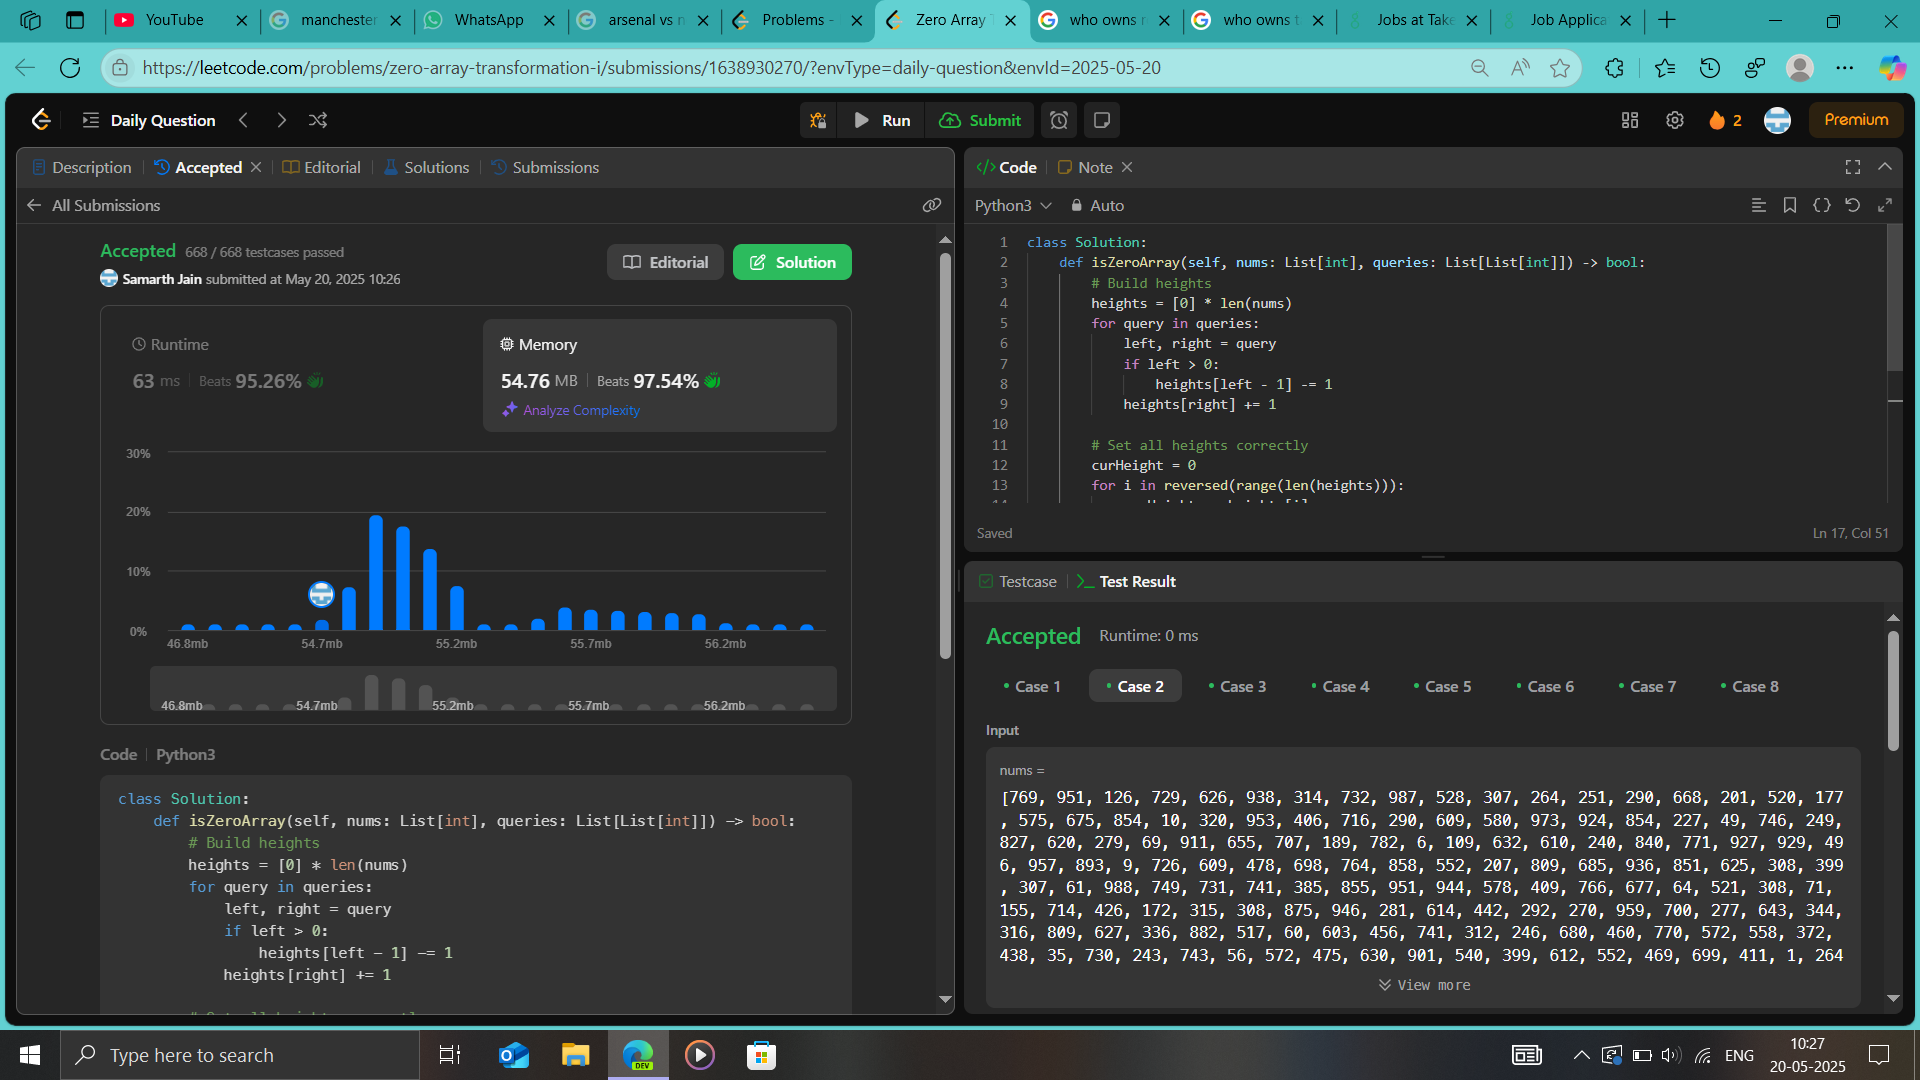 YouTube
manchester
WhatsApp
arsenal vs n
Problems -
Zero Array T
who owns r
who owns t
Jobs at Take
Job Applica
https://leetcode.com/problems/zero-array-transformation-i/submissions/1638930270/?envType=daily-question&envId=2025-05-20
Daily Question
Run
Submit
2
Premium
Description
Accepted
Editorial
Solutions
Submissions
All Submissions
Accepted 668 / 668 testcases passed
Samarth Jain submitted at May 20, 2025 10:26
Editorial
Solution
Runtime
63 ms Beats 95.26%
Memory
54.76 MB Beats 97.54%
Analyze Complexity
30%
20%
10%
0%
46.8mb 54.7mb 55.2mb 55.7mb 56.2mb
46.8mb 54.7mb 55.2mb 55.7mb 56.2mb
Code Python3
class Solution:
def isZeroArray(self, nums: List[int], queries: List[List[int]]) -> bool:
# Build heights
heights = [0] * len(nums)
for query in queries:
left, right = query
if left > 0:
heights[left - 1] -= 1
heights[right] += 1
</> Code
Note
Python3
Auto
1 class Solution:
2 def isZeroArray(self, nums: List[int], queries: List[List[int]]) -> bool:
3 # Build heights
4 heights = [0] * len(nums)
5 for query in queries:
6 left, right = query
7 if left > 0:
8 heights[left - 1] -= 1
9 heights[right] += 1
10
11 # Set all heights correctly
12 curHeight = 0
13 for i in reversed(range(len(heights))):
Saved
Ln 17, Col 51
Testcase
Test Result
Accepted Runtime: 0 ms
Case 1
Case 2
Case 3
Case 4
Case 5
Case 6
Case 7
Case 8
Input
nums =
[769, 951, 126, 729, 626, 938, 314, 732, 987, 528, 307, 264, 251, 290, 668, 201, 520, 177
, 575, 675, 854, 10, 320, 953, 406, 716, 290, 609, 580, 973, 924, 854, 227, 49, 746, 249,
827, 620, 279, 69, 911, 655, 707, 189, 782, 6, 109, 632, 610, 240, 840, 771, 927, 929, 49
6, 957, 893, 9, 726, 609, 478, 698, 764, 858, 552, 207, 809, 685, 936, 851, 625, 308, 399
, 307, 61, 988, 749, 731, 741, 385, 855, 951, 944, 578, 409, 766, 677, 64, 521, 308, 71,
155, 714, 426, 172, 315, 308, 875, 946, 281, 614, 442, 292, 270, 959, 700, 277, 643, 344,
316, 809, 627, 336, 882, 517, 60, 603, 456, 741, 312, 246, 680, 460, 770, 572, 558, 372,
438, 35, 730, 243, 743, 56, 572, 475, 630, 901, 540, 399, 612, 552, 469, 699, 411, 1, 264
View more
Type here to search
DEV
ENG
10:27
20-05-2025